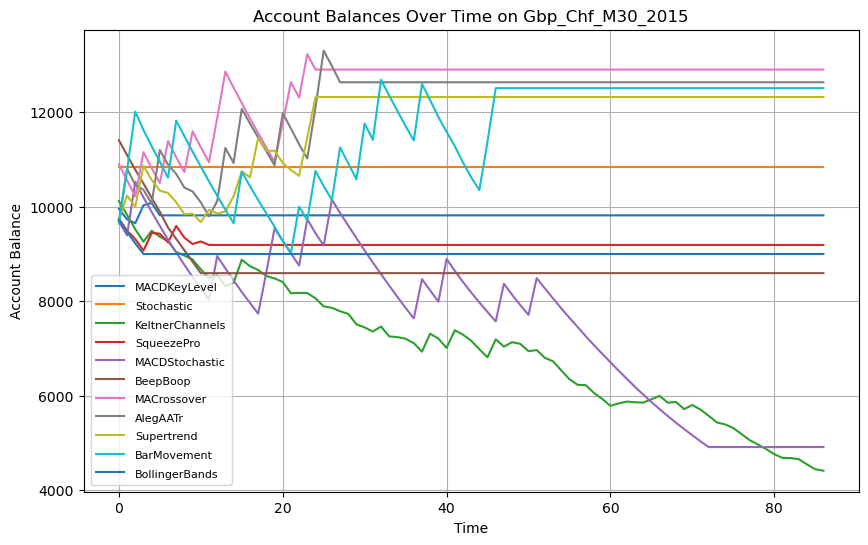 Account Balances Over Time on Gbp_Chf_M30_2015
Account Balance
12000
10000
8000
6000
4000
MACDKeyLevel
Stochastic
KeltnerChannels
SqueezePro
MACDStochastic
BeepBoop
MACrossover
AlegAATr
Supertrend
BarMovement
BollingerBands
0
20
40
60
80
Time